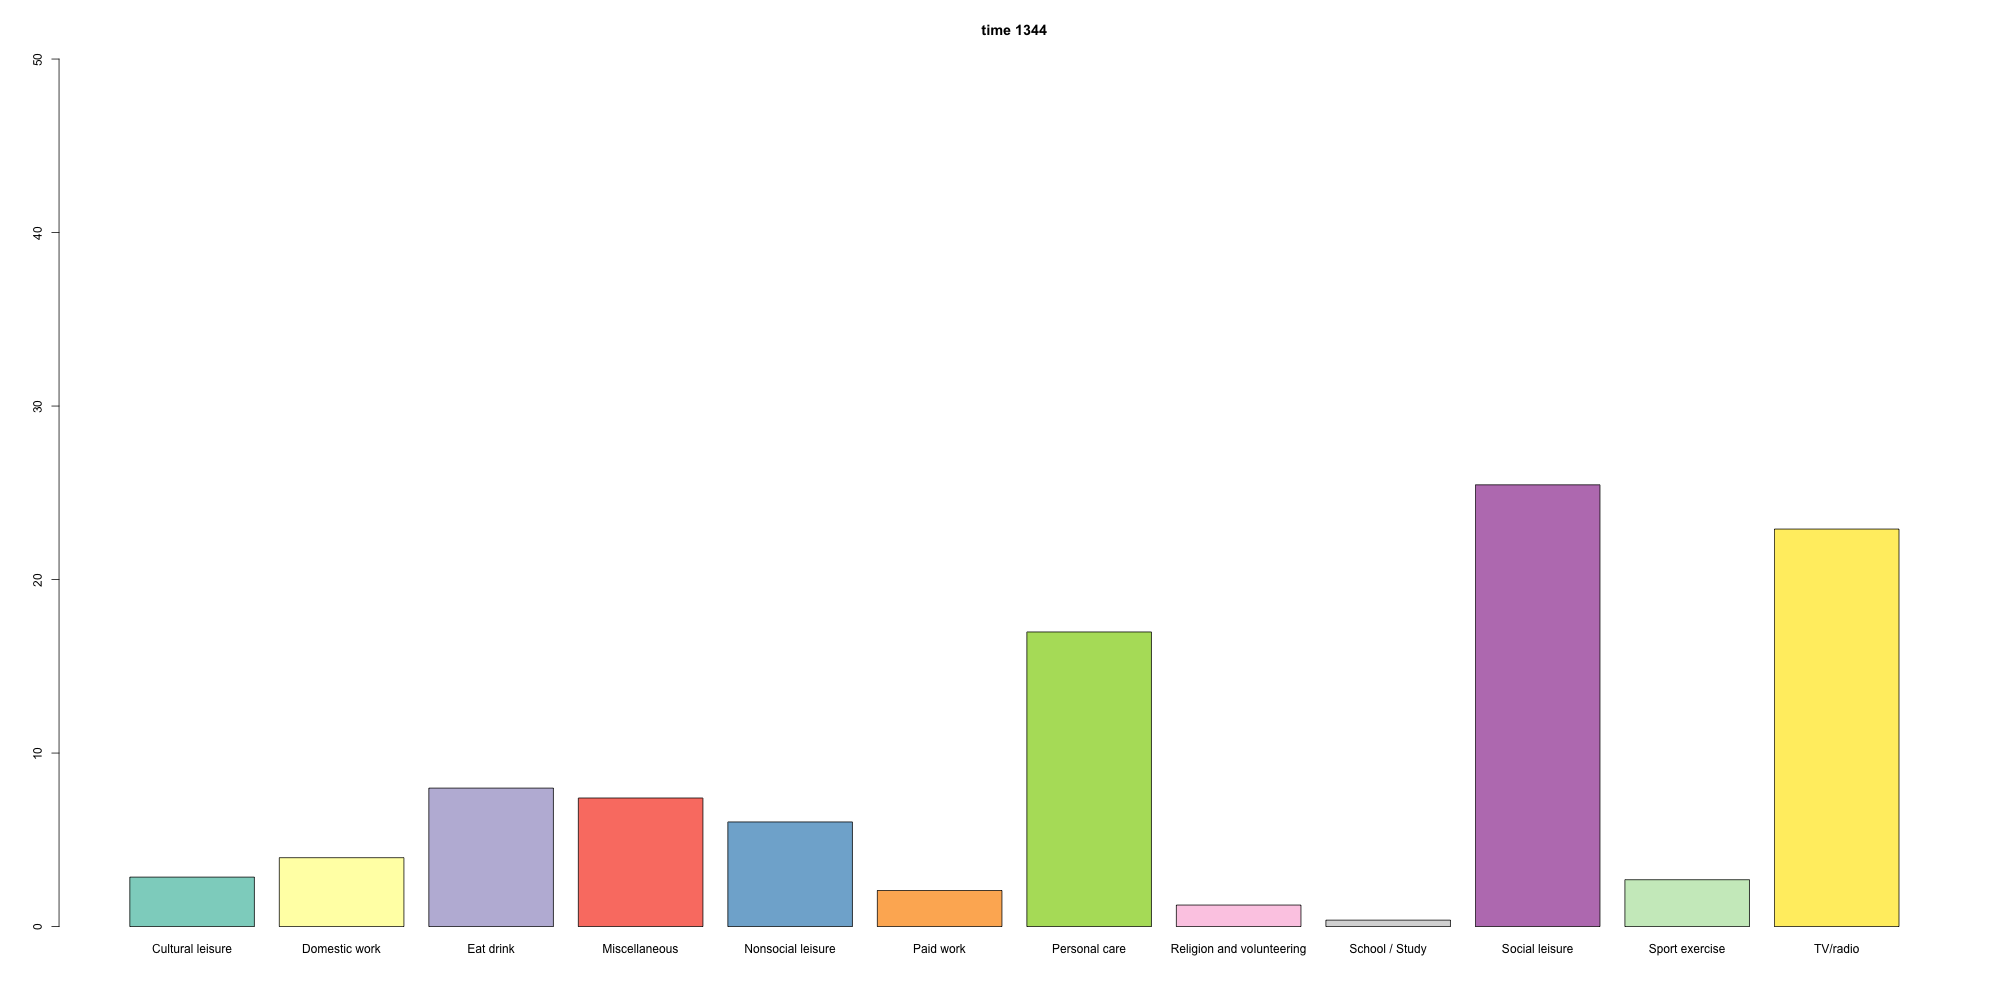 time 1344
50
40
30
20
10
0
Cultural leisure
Domestic work
Eat drink
Miscellaneous
Nonsocial leisure
Paid work
Personal care
Religion and volunteering
School / Study
Social leisure
Sport exercise
TV/radio